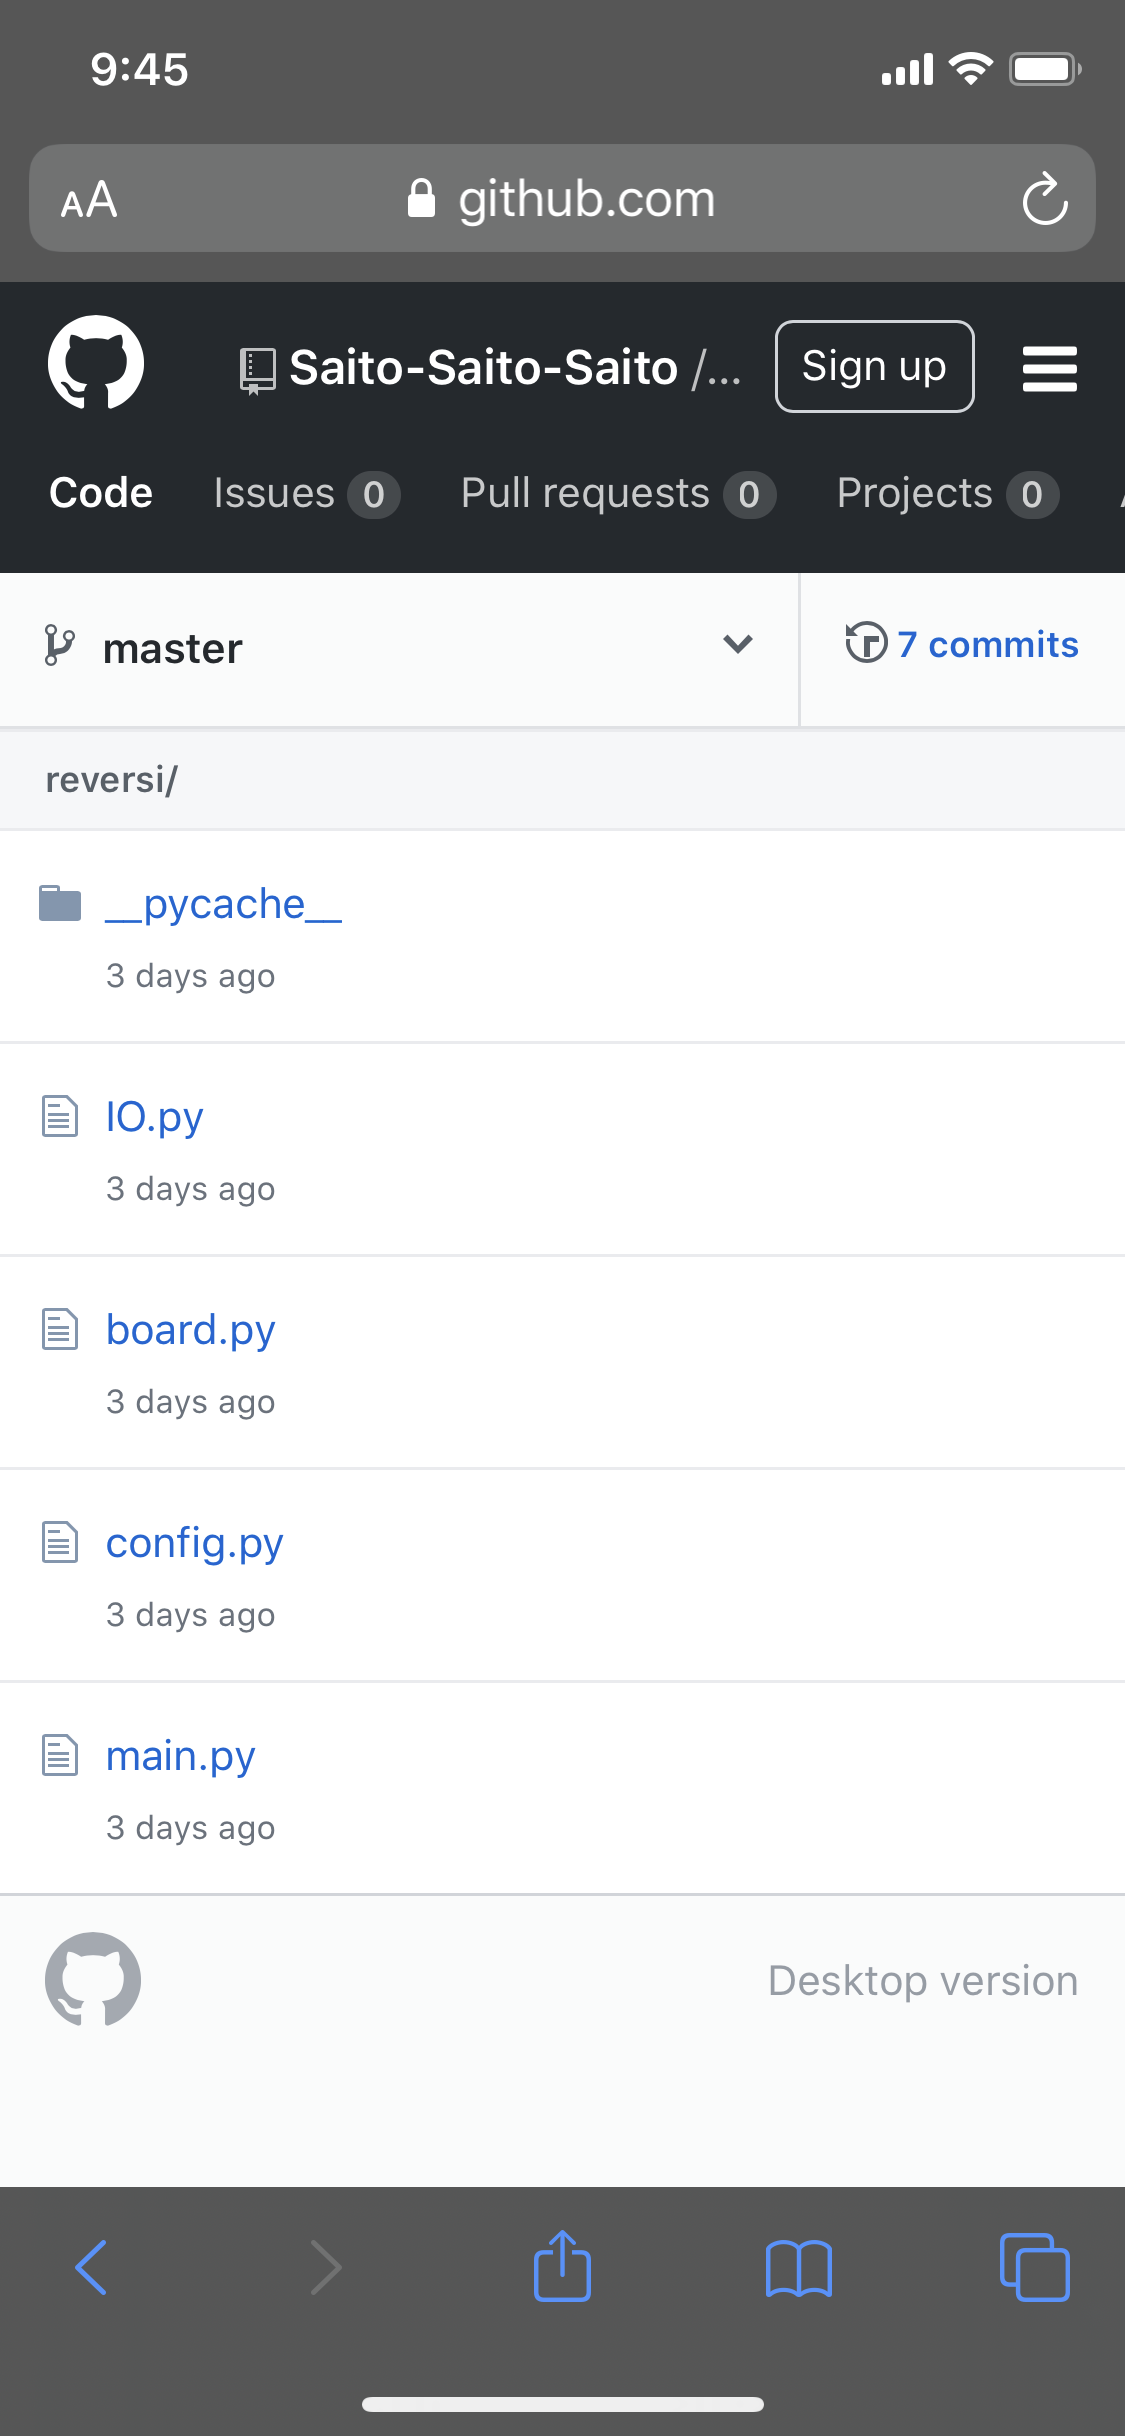 9:45
AA github.com
Saito-Saito-Saito /... Sign up
Code Issues 0 Pull requests 0 Projects 0
master 7 commits
reversi/
__pycache__
3 days ago
IO.py
3 days ago
board.py
3 days ago
config.py
3 days ago
main.py
3 days ago
Desktop version